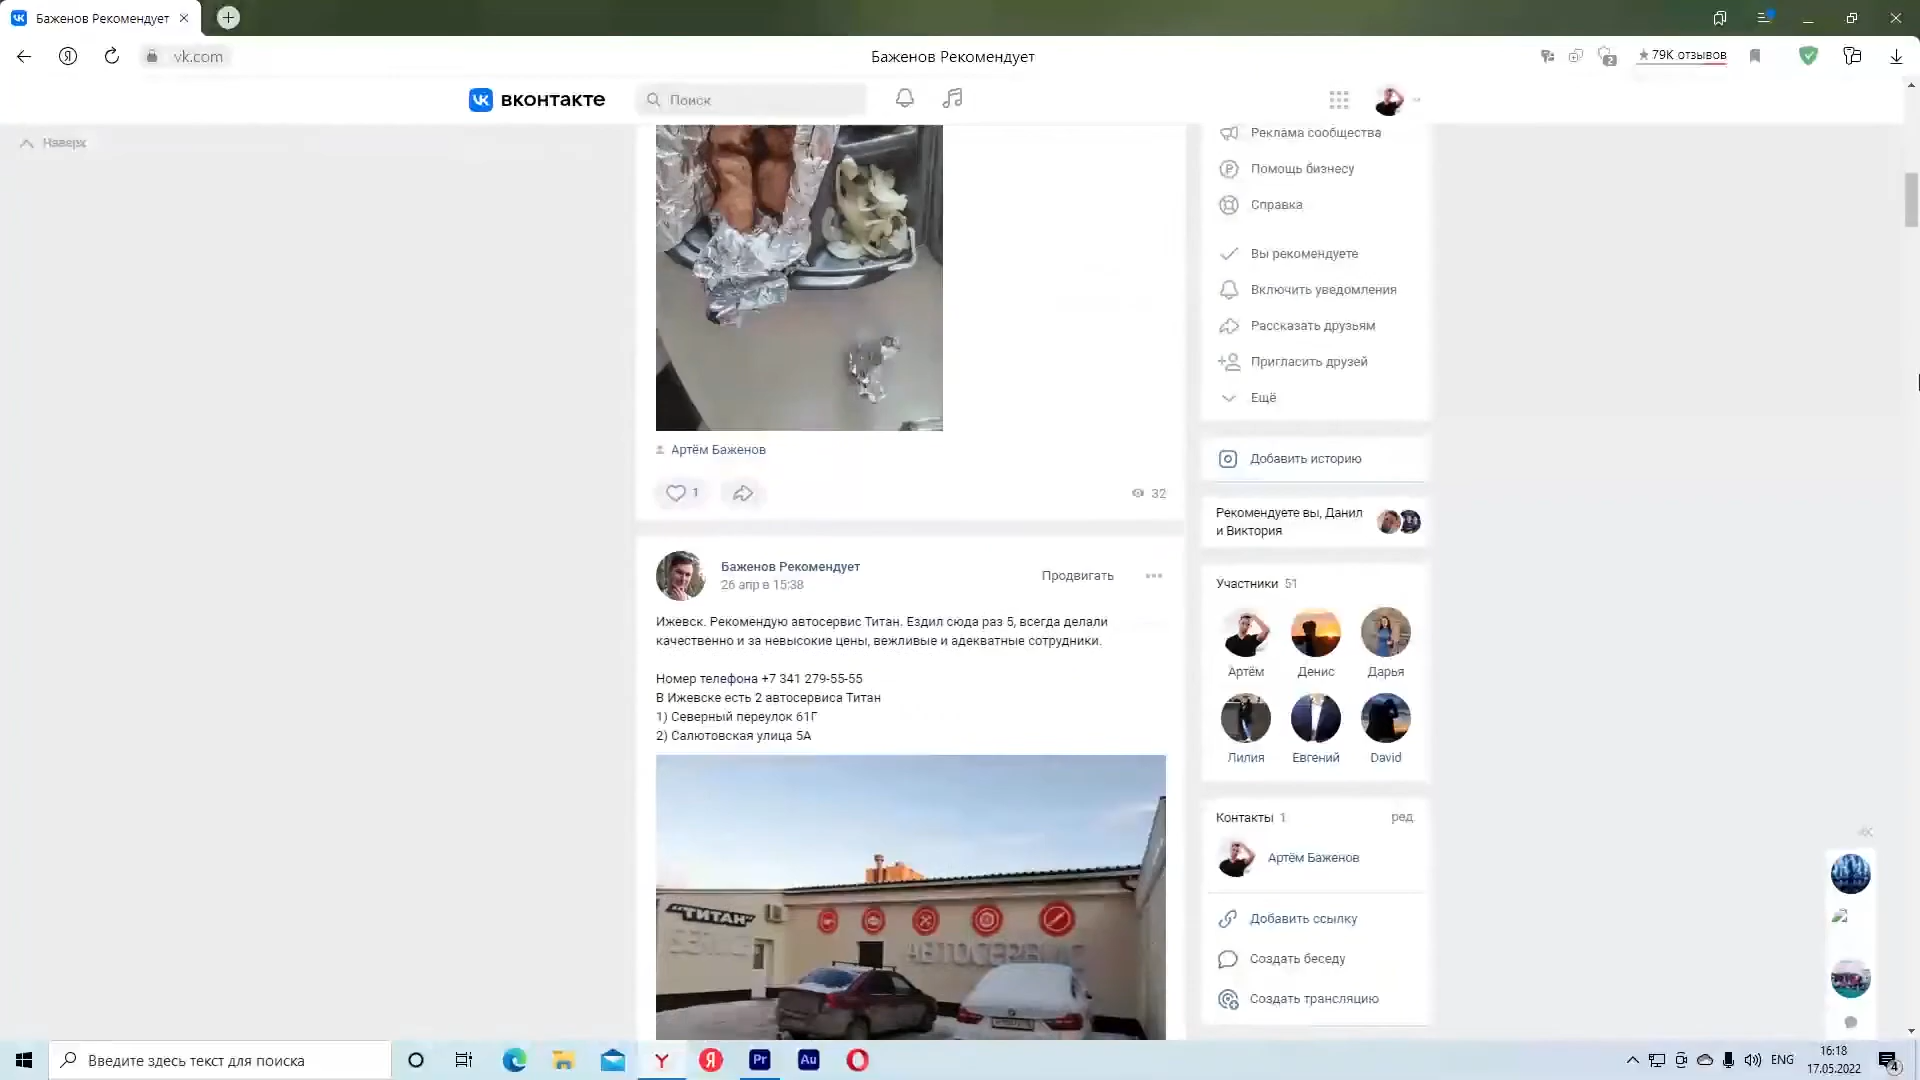 Баженов Рекомендует
vk.com
Баженов Рекомендует
2
★ 79К отзывов
вконтакте
Поиск
Наверх
Реклама сообщества
Помощь бизнесу
Справка
Вы рекомендуете
Включить уведомления
Рассказать друзьям
Пригласить друзей
Ещё
Артём Баженов
1
32
Добавить историю
Рекомендуете вы, Данил
и Виктория
Баженов Рекомендует
26 апр в 15:38
Продвигать
Ижевск. Рекомендую автосервис Титан. Ездил сюда раз 5, всегда делали
качественно и за невысокие цены, вежливые и адекватные сотрудники.
Номер телефона +7 341 279-55-55
В Ижевске есть 2 автосервиса Титан
1) Северный переулок 61Г
2) Салютовская улица 5А
"ТИТАН"
АВТОСЕРВИС
Участники 51
Артём
Денис
Дарья
Лилия
Евгений
David
Контакты 1
ред.
Артём Баженов
Добавить ссылку
Создать беседу
Создать трансляцию
Введите здесь текст для поиска
Pr
Au
ENG
16:18
17.05.2022
4